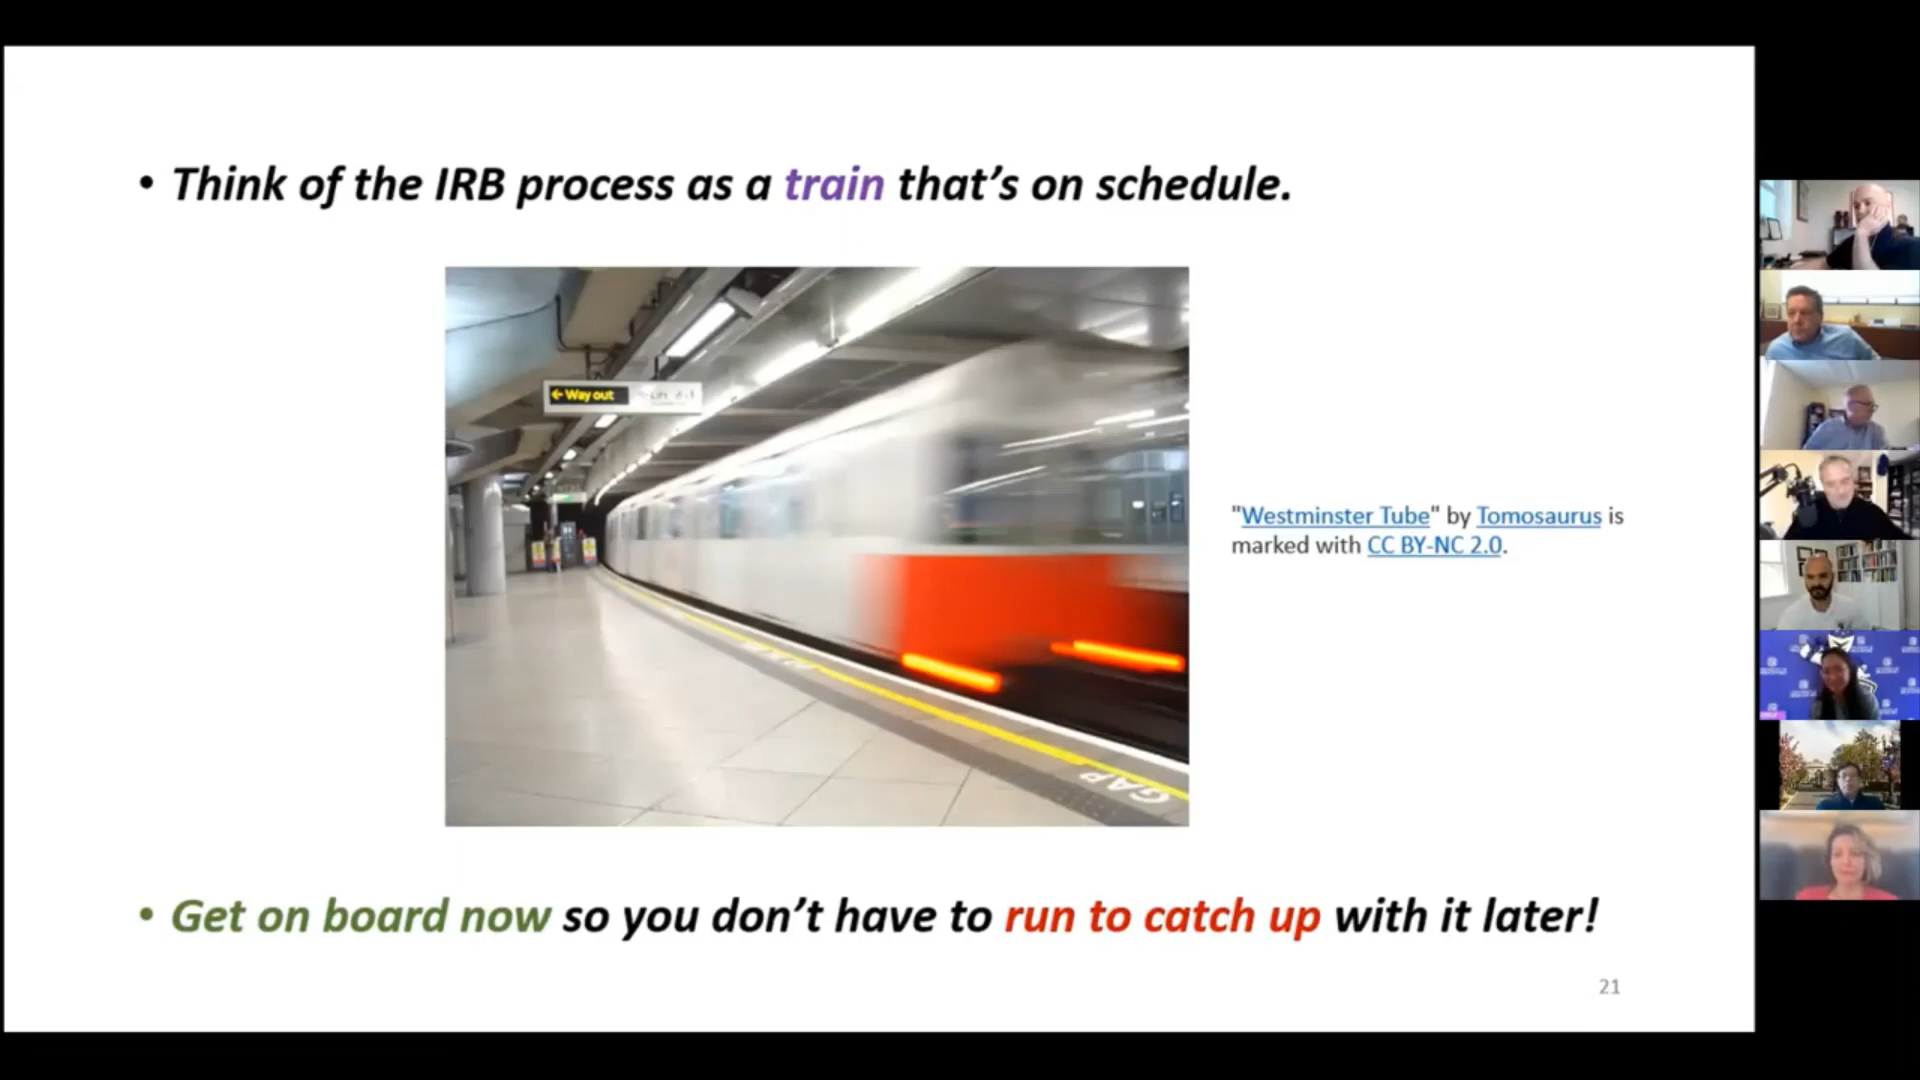 • Think of the IRB process as a train that's on schedule.
← Way out
"Westminster Tube" by Tomosaurus is
marked with CC BY-NC 2.0.
GAP
• Get on board now so you don't have to run to catch up with it later!
21